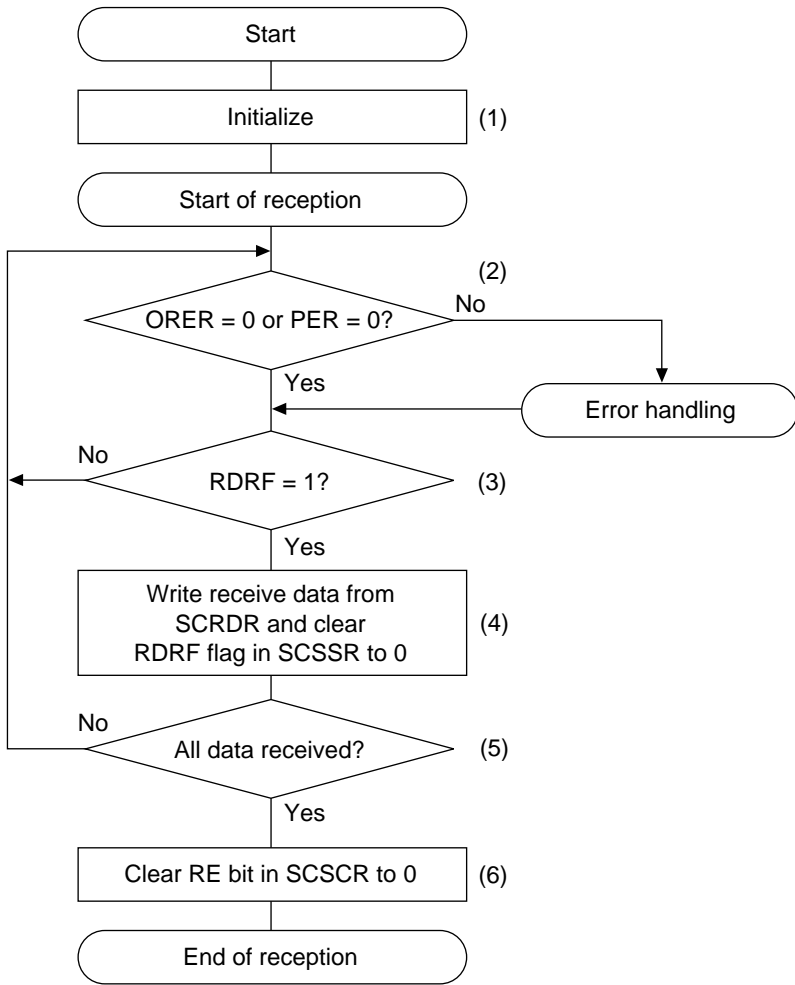 Start
Initialize
(1)
Start of reception
(2)
ORER = 0 or PER = 0?
No
Yes
Error handling
No
RDRF = 1?
(3)
Yes
Write receive data from
SCRDR and clear
RDRF flag in SCSSR to 0
(4)
No
All data received?
(5)
Yes
Clear RE bit in SCSCR to 0
(6)
End of reception